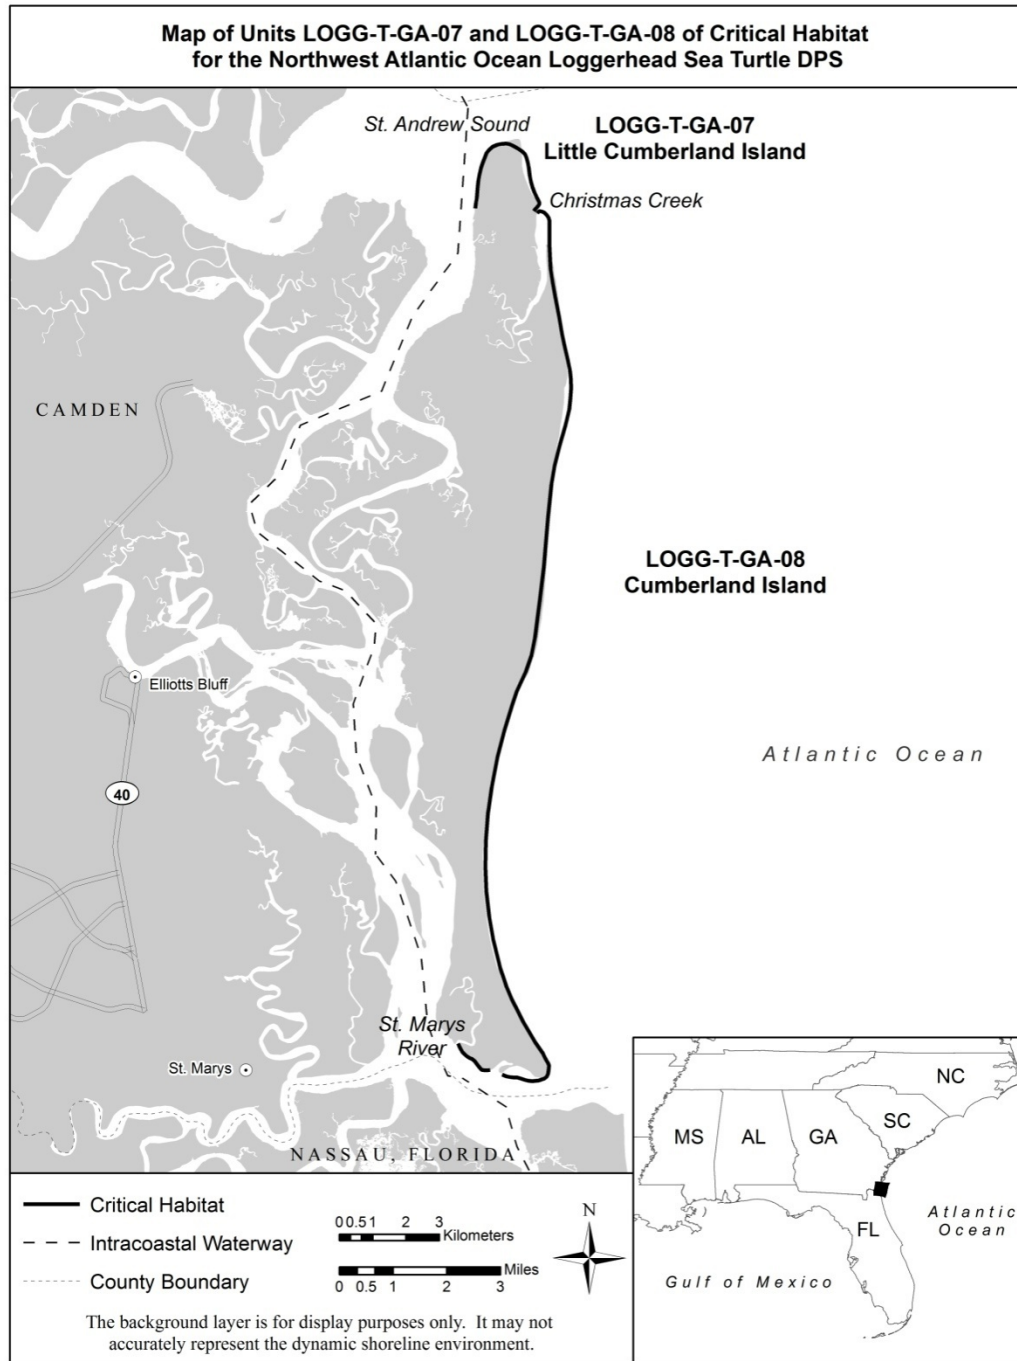 Map of Units LOGG-T-GA-07 and LOGG-T-GA-08 of Critical Habitat
for the Northwest Atlantic Ocean Loggerhead Sea Turtle DPS
St. Andrew Sound
LOGG-T-GA-07
Little Cumberland Island
Christmas Creek
CAMDEN
LOGG-T-GA-08
Cumberland Island
Elliotts Bluff
Atlantic Ocean
40
St. Marys
River
St. Marys
NASSAU, FLORIDA
Critical Habitat
Intracoastal Waterway
County Boundary
0 0.5 1 2 3
Kilometers
Miles
0 0.5 1 2 3
N
The background layer is for display purposes only. It may not
accurately represent the dynamic shoreline environment.
NC
SC
MS
AL
GA
FL
Atlantic
Ocean
Gulf of Mexico